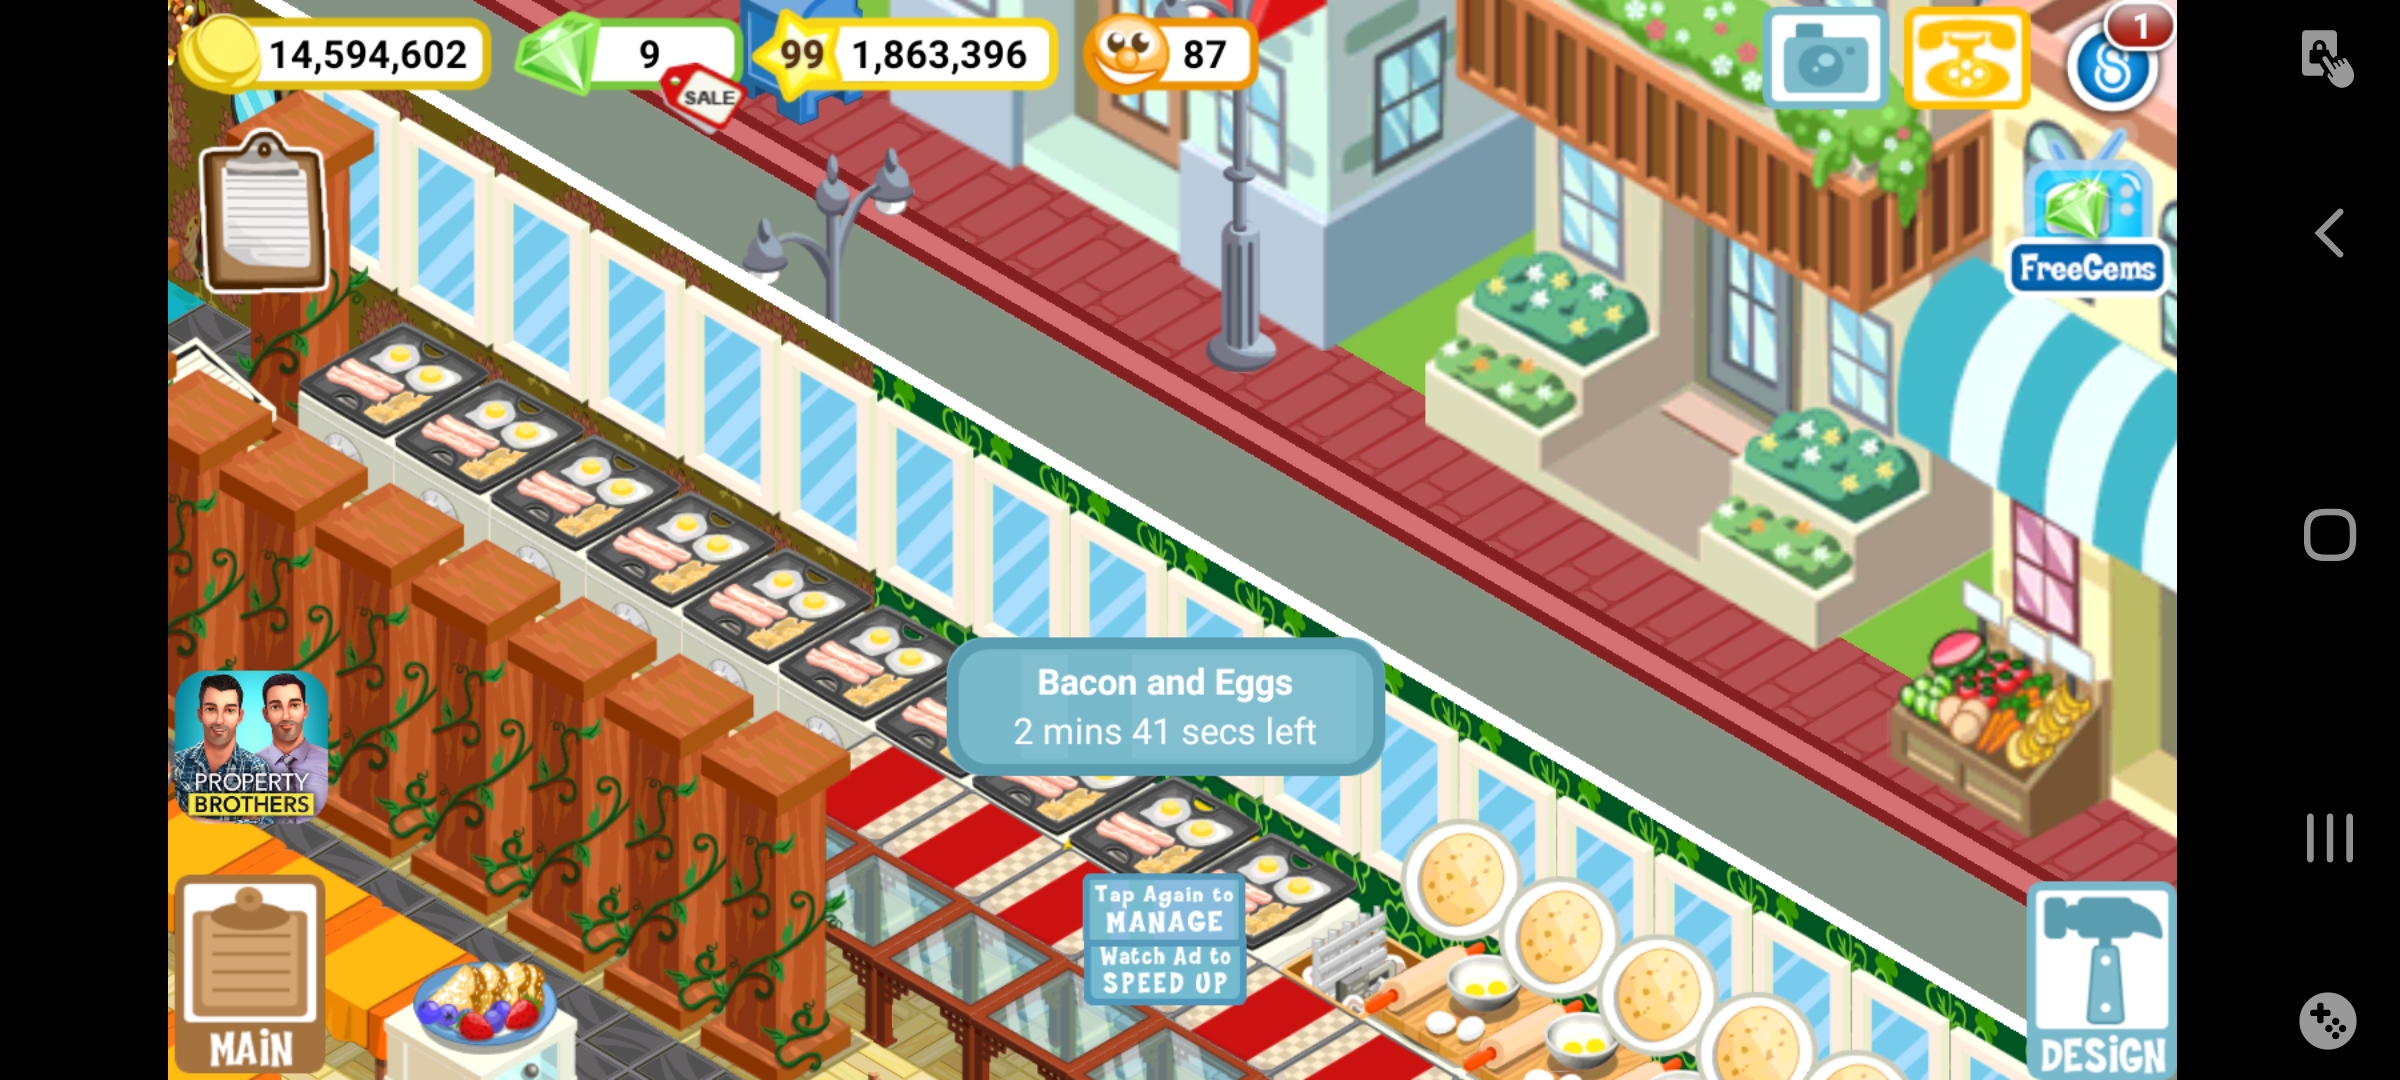 14,594,602
9
SALE
99
1,863,396
87
1
FreeGems
Bacon and Eggs
2 mins 41 secs left
PROPERTY
BROTHERS
Tap Again to
MANAGE
Watch Ad to
SPEED UP
MAiN
DESiGN